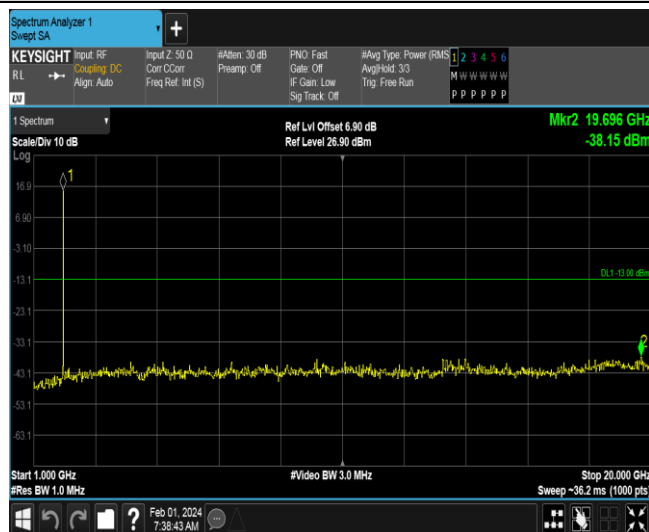 Spectrum Analyzer 1
Swept SA
+
KEYSIGHT
RL
LXI
Input: RF
Coupling: DC
Align: Auto
Input Z: 50 Ω
Corr CCorr
Freq Ref: Int (S)
#Atten: 30 dB
Preamp: Off
PNO: Fast
Gate: Off
IF Gain: Low
Sig Track: Off
#Avg Type: Power (RMS
Avg|Hold: 3/3
Trig: Free Run
1 2 3 4 5 6
M W W W W W
P P P P P P
1 Spectrum
Scale/Div 10 dB
Log
Ref Lvl Offset 6.90 dB
Ref Level 26.90 dBm
Mkr2 19.696 GHz
-38.15 dBm
1
16.9
6.90
-3.10
-13.1
DL1 -13.00 dBm
-23.1
-33.1
2
-43.1
-53.1
-63.1
Start 1.000 GHz
#Res BW 1.0 MHz
#Video BW 3.0 MHz
Stop 20.000 GHz
Sweep ~36.2 ms (1000 pts)
?
Feb 01, 2024
7:38:43 AM